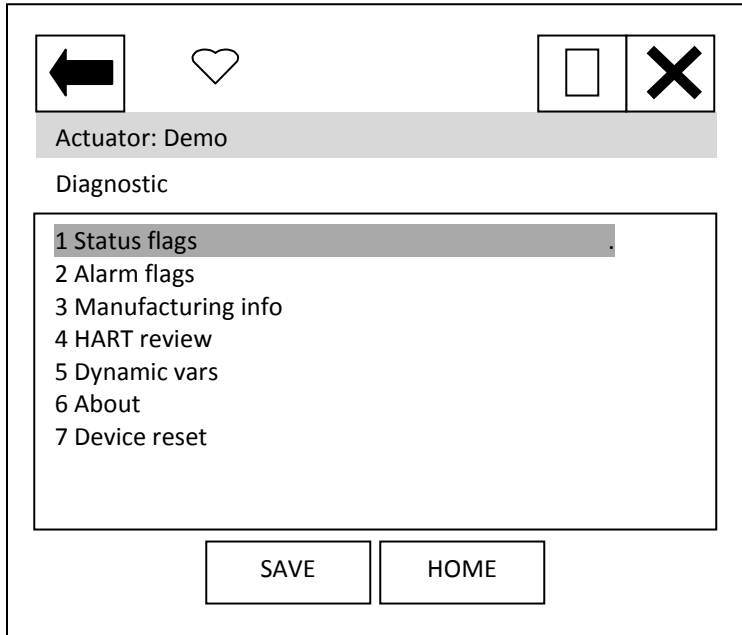 Actuator: Demo
Diagnostic
1 Status flags .
2 Alarm flags
3 Manufacturing info
4 HART review
5 Dynamic vars
6 About
7 Device reset
SAVE HOME